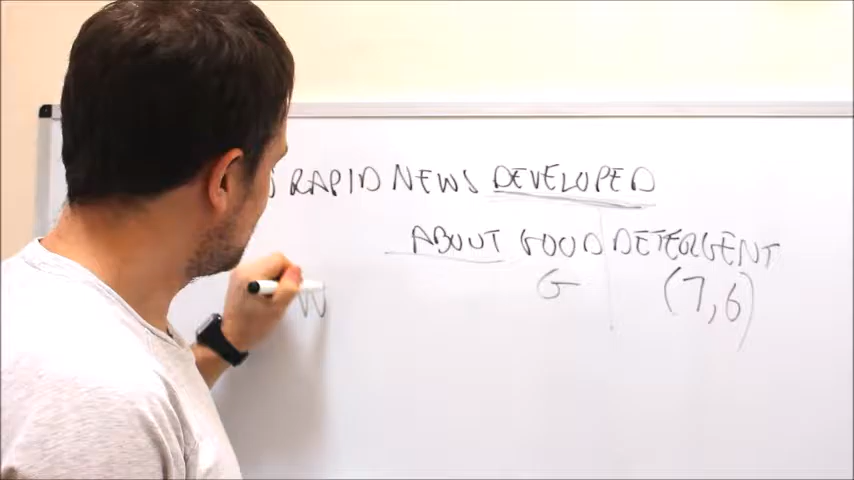 RAPID NEWS DEVELOPED
ABOUT GOOD DETERGENT
W G (7,6)